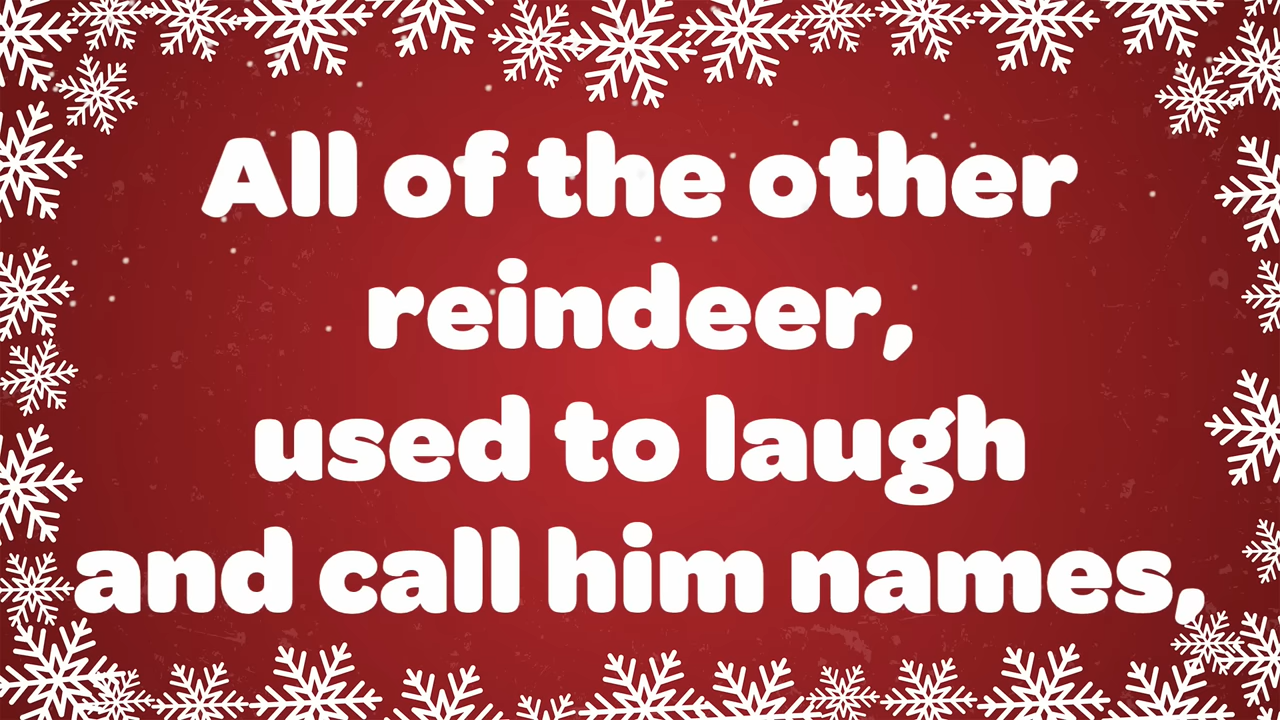 All of the other
reindeer,
used to laugh
and call him names,